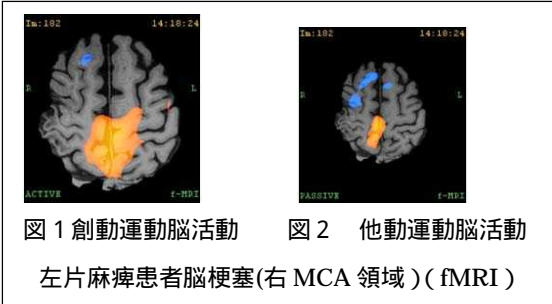 Im:182 14:18:24
R L
ACTIVE f-MRI
Im:182 14:18:24
R L
PASSIVE f-MRI
図1創動運動脳活動 図2 他動運動脳活動
左片麻痺患者脳梗塞(右 MCA 領域)( fMRI )